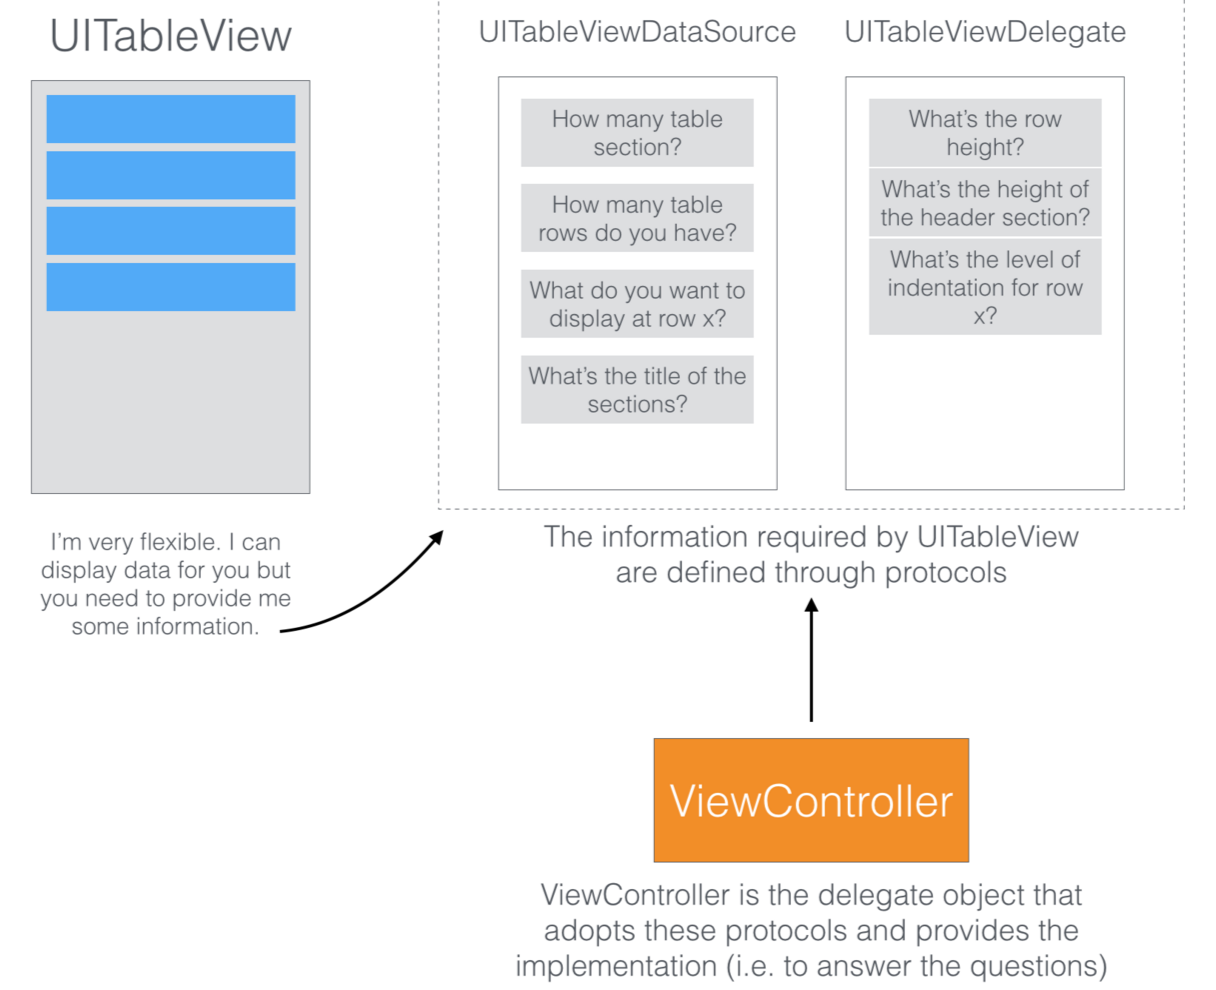 UITableView
I'm very flexible. I can
display data for you but
you need to provide me
some information.
UITableViewDataSource
How many table
section?
How many table
rows do you have?
What do you want to
display at row x?
What's the title of the
sections?
UITableViewDelegate
What's the row
height?
What's the height of
the header section?
What's the level of
indentation for row
x?
The information required by UITableView
are defined through protocols
ViewController
ViewController is the delegate object that
adopts these protocols and provides the
implementation (i.e. to answer the questions)